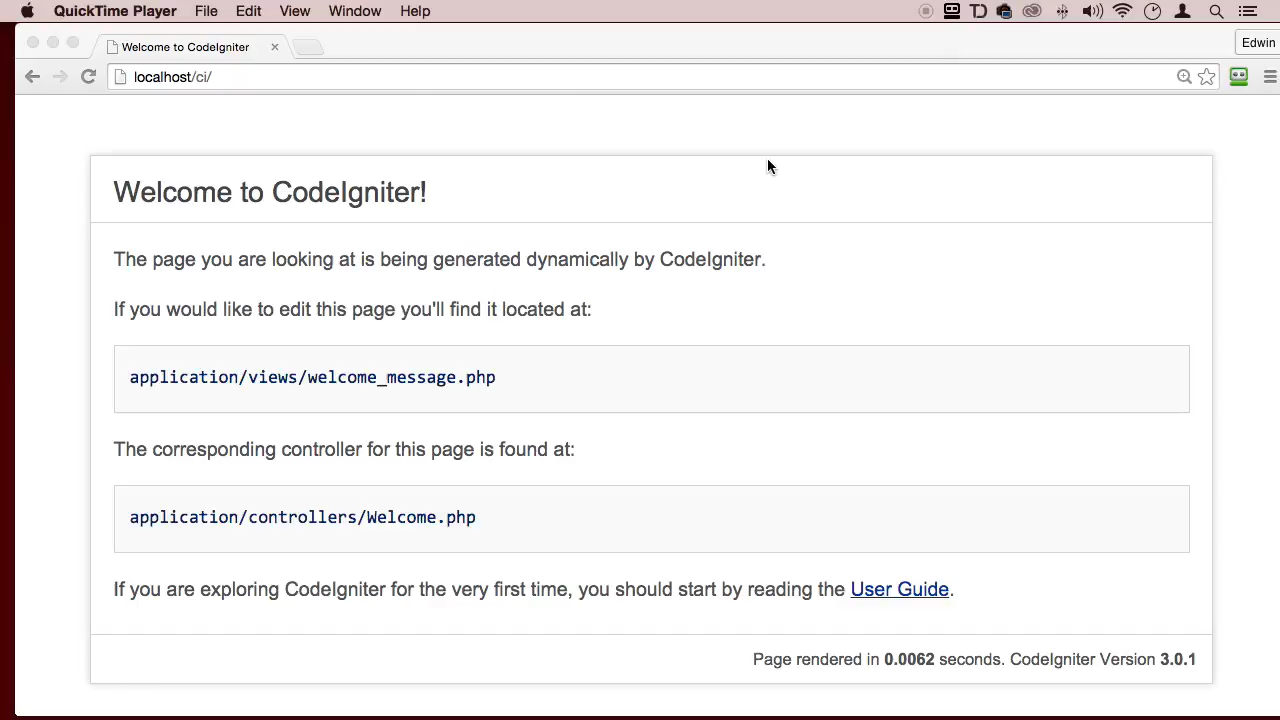 QuickTime Player File Edit View Window Help
Welcome to CodeIgniter
Edwin
localhost/ci/
Welcome to CodeIgniter!
The page you are looking at is being generated dynamically by CodeIgniter.
If you would like to edit this page you'll find it located at:
application/views/welcome_message.php
The corresponding controller for this page is found at:
application/controllers/Welcome.php
If you are exploring CodeIgniter for the very first time, you should start by reading the User Guide.
Page rendered in 0.0062 seconds. CodeIgniter Version 3.0.1